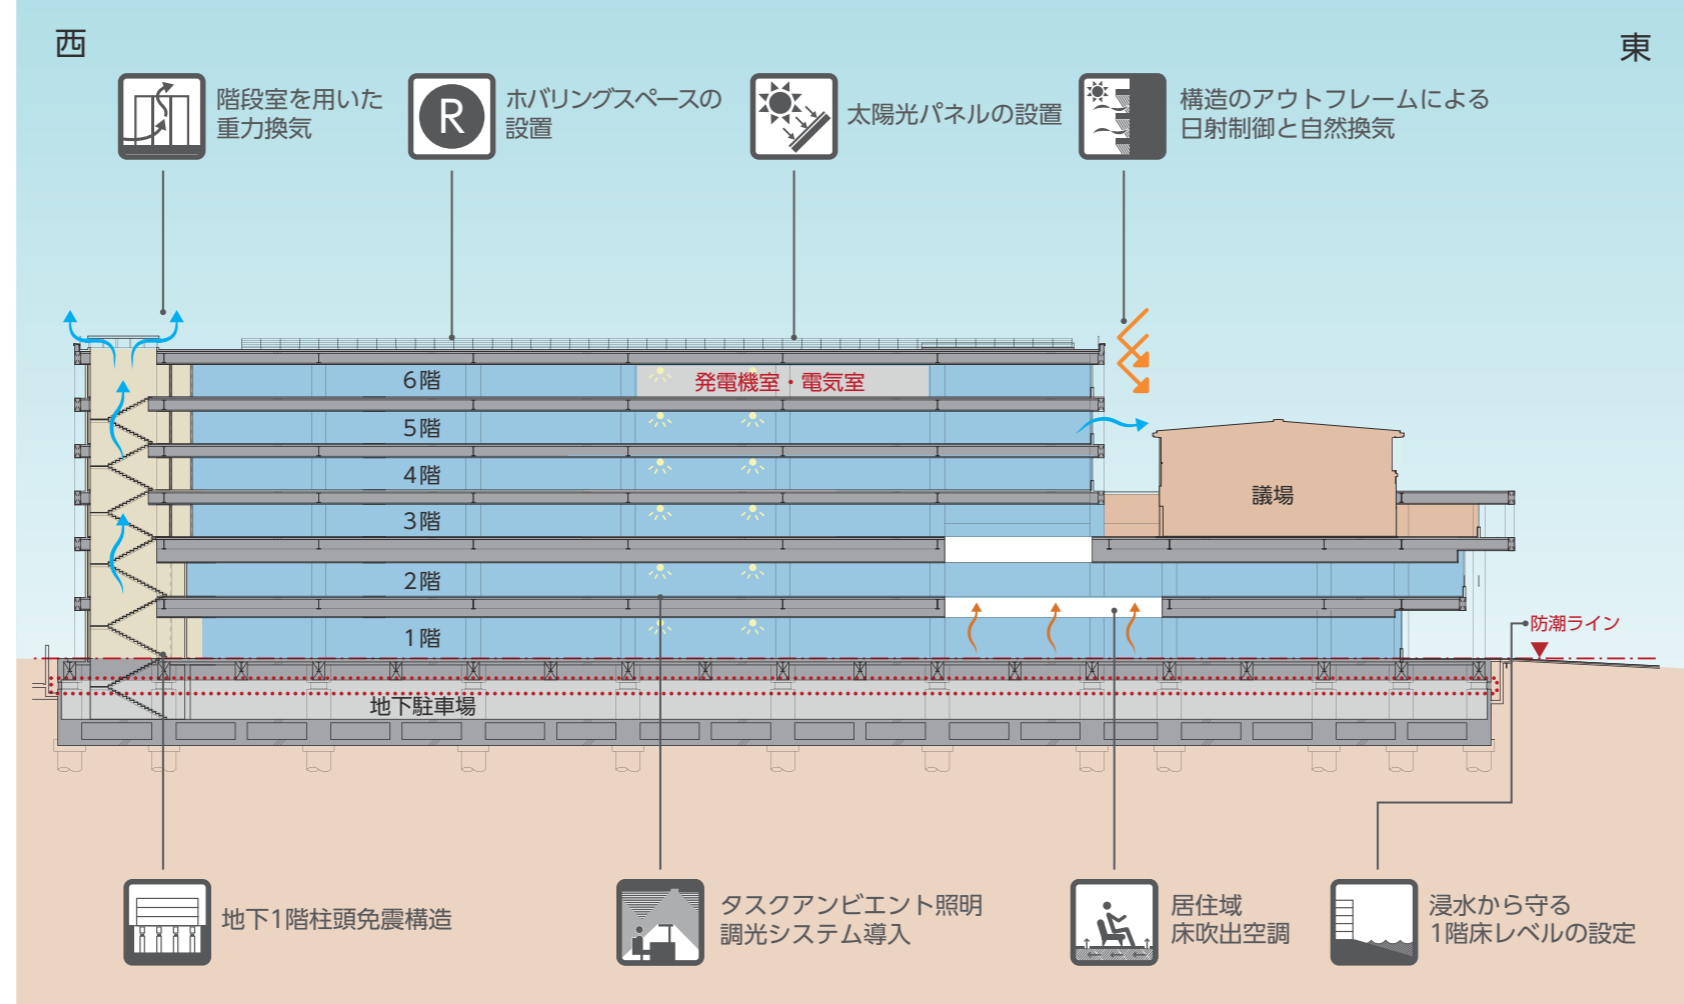 西
東
階段室を用いた
重力換気
R
ホバリングスペースの
設置
太陽光パネルの設置
構造のアウトフレームによる
日射制御と自然換気
6階
発電機室・電気室
5階
4階
議場
3階
2階
防潮ライン
1階
地下駐車場
地下1階柱頭免震構造
タスクアンビエント照明
調光システム導入
居住域
床吹出空調
浸水から守る
1階床レベルの設定